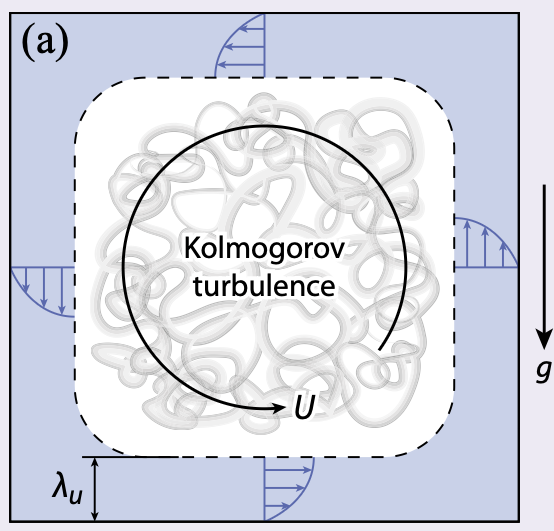 (a)
Kolmogorov
turbulence
U
g
λu